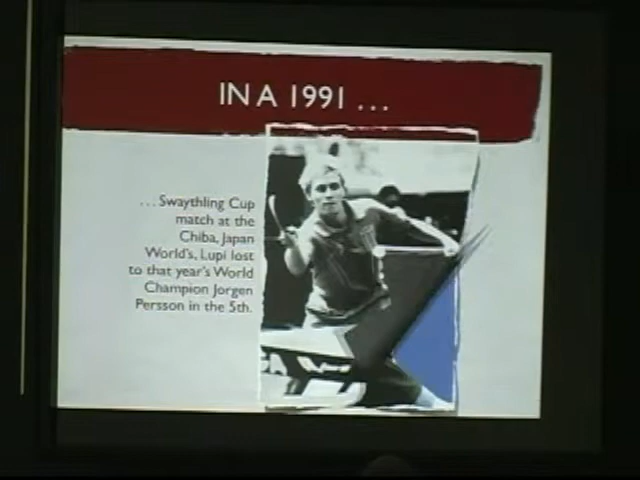 IN A 1991 ...
...Swaythling Cup
match at the
Chiba, Japan
World's, Lupi lost
to that year's World
Champion Jorgen
Persson in the 5th.